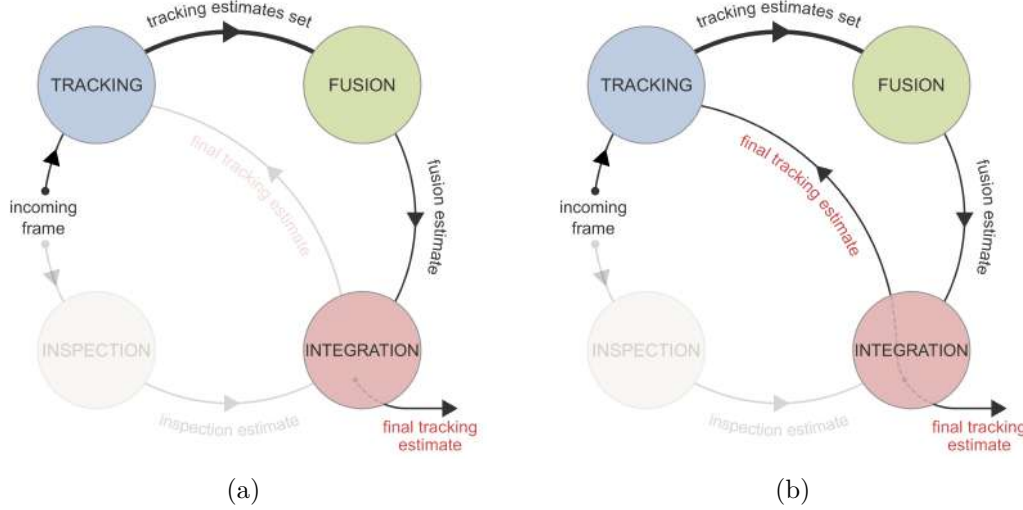 tracking estimates set
TRACKING
FUSION
final tracking estimate
fusion estimate
incoming
frame
INSPECTION
INTEGRATION
inspection estimate
final tracking
estimate
(a)
tracking estimates set
TRACKING
FUSION
final tracking estimate
fusion estimate
incoming
frame
INSPECTION
INTEGRATION
inspection estimate
final tracking
estimate
(b)